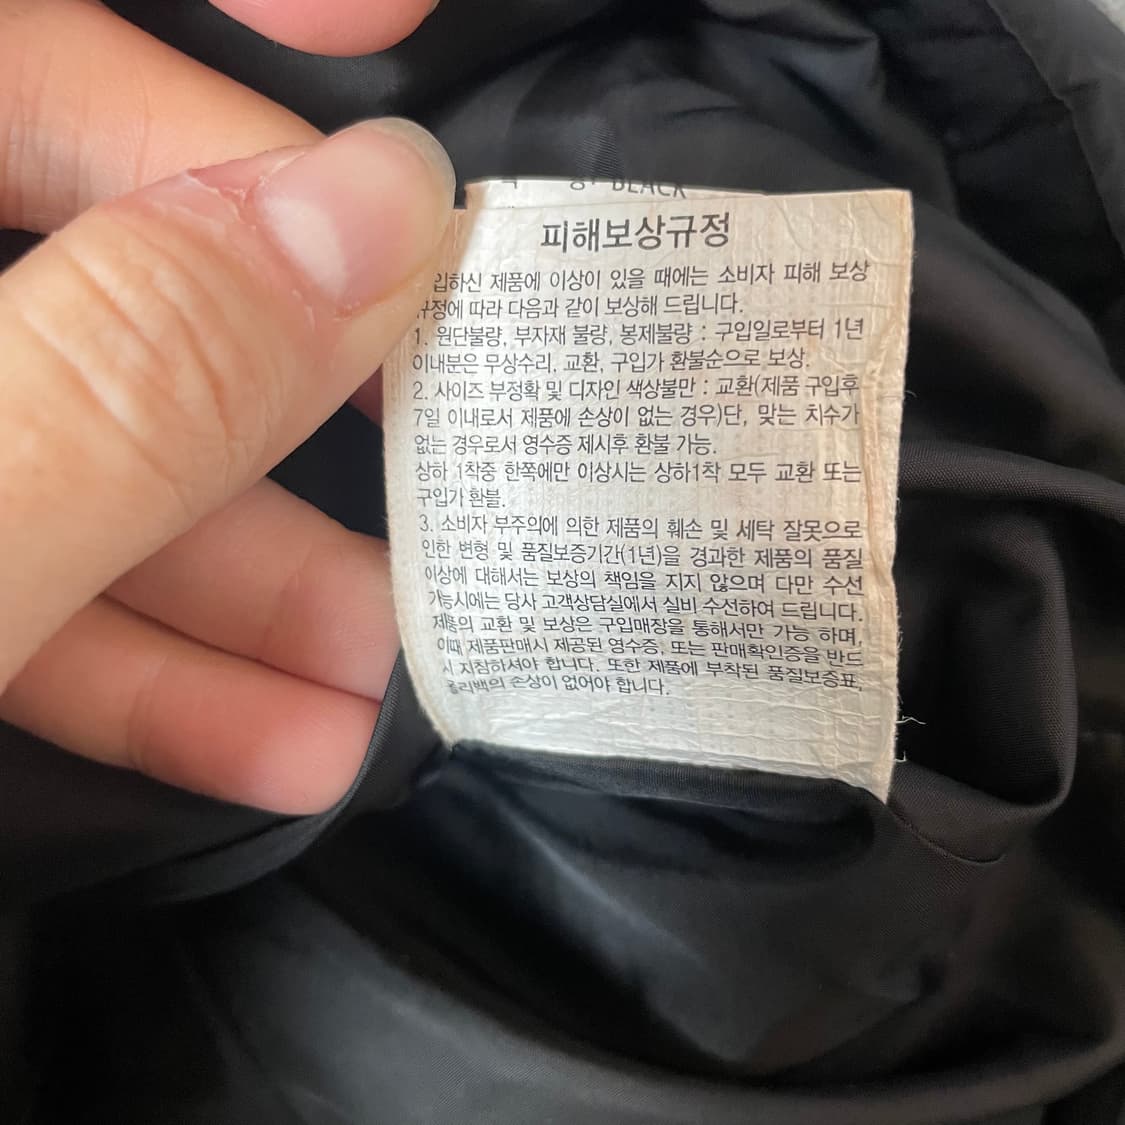 BLACK
피해보상규정
입하신 제품에 이상이 있을 때에는 소비자 피해 보상
규정에 따라 다음과 같이 보상해 드립니다.
1. 원단불량, 부자재 불량, 봉제불량 : 구입일로부터 1년
이내분은 무상수리, 교환, 구입가 환불순으로 보상.
2. 사이즈 부정확 및 디자인 색상불만 : 교환(제품 구입후
7일 이내로서 제품에 손상이 없는 경우)단, 맞는 치수가
없는 경우로서 영수증 제시후 환불 가능.
상하 1착중 한쪽에만 이상시는 상하1착 모두 교환 또는
구입가 환불.
3. 소비자 부주의에 의한 제품의 훼손 및 세탁 잘못으로
인한 변형 및 품질보증기간(1년)을 경과한 제품의 품질
이상에 대해서는 보상의 책임을 지지 않으며 다만 수선
가능시에는 당사 고객상담실에서 실비 수선하여 드립니다.
제품의 교환 및 보상은 구입매장을 통해서만 가능 하며,
이때 제품판매시 제공된 영수증, 또는 판매확인증을 반드
시 지참하셔야 합니다. 또한 제품에 부착된 품질보증표,
폴리백의 손상이 없어야 합니다.